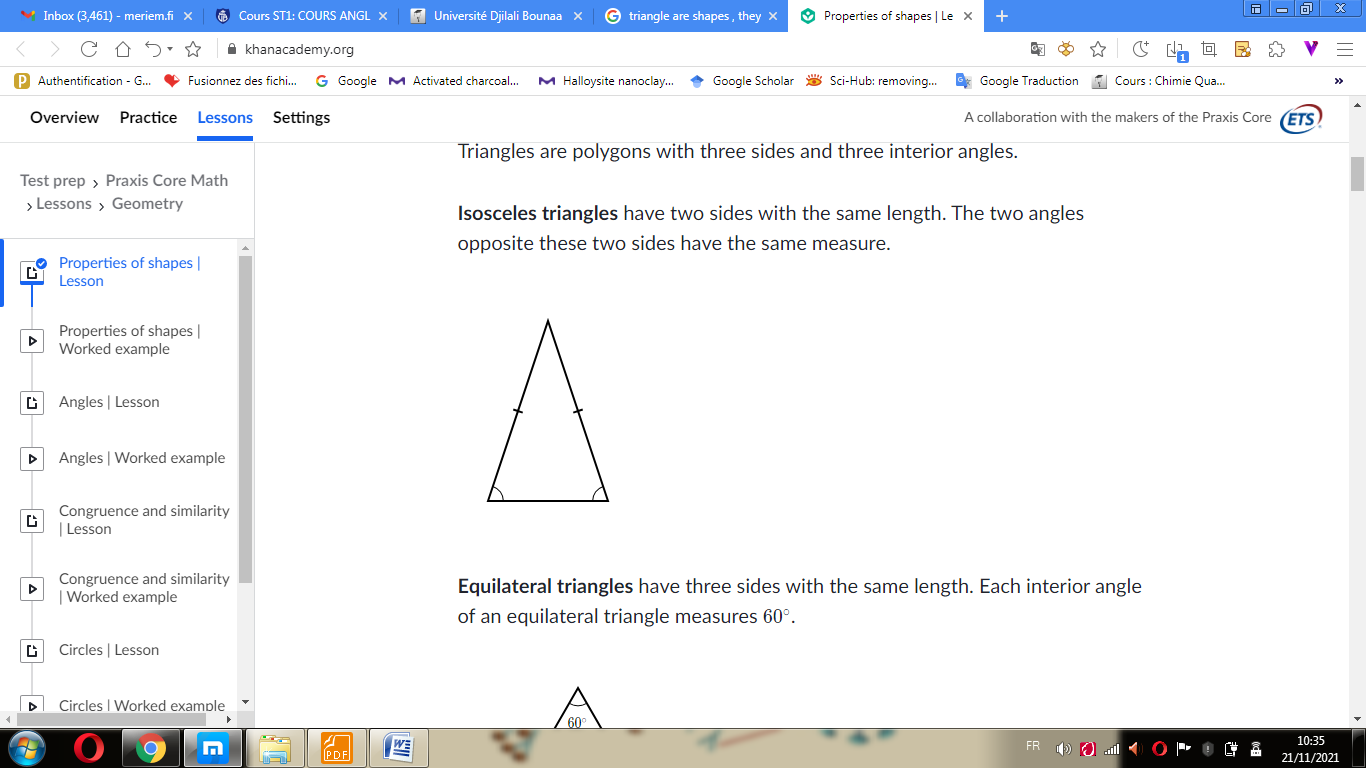 Inbox (3,461) - meriem.fi
Cours ST1: COURS ANGL
Université Djilali Bounaa
triangle are shapes , they
Properties of shapes | Le
khanacademy.org
1
Authentification - G...
Fusionnez des fichi...
Google
Activated charcoal...
Halloysite nanoclay...
Google Scholar
Sci-Hub: removing...
Google Traduction
Cours : Chimie Qua...
»
Overview
Practice
Lessons
Settings
A collaboration with the makers of the Praxis Core
ETS
Test prep > Praxis Core Math
> Lessons > Geometry
Properties of shapes |
Lesson
Properties of shapes |
Worked example
Angles | Lesson
Angles | Worked example
Congruence and similarity
| Lesson
Congruence and similarity
| Worked example
Circles | Lesson
Circles | Worked example
Triangles are polygons with three sides and three interior angles.
Isosceles triangles have two sides with the same length. The two angles
opposite these two sides have the same measure.
Equilateral triangles have three sides with the same length. Each interior angle
of an equilateral triangle measures 60°.
60°
PDF
FR
10:35
21/11/2021